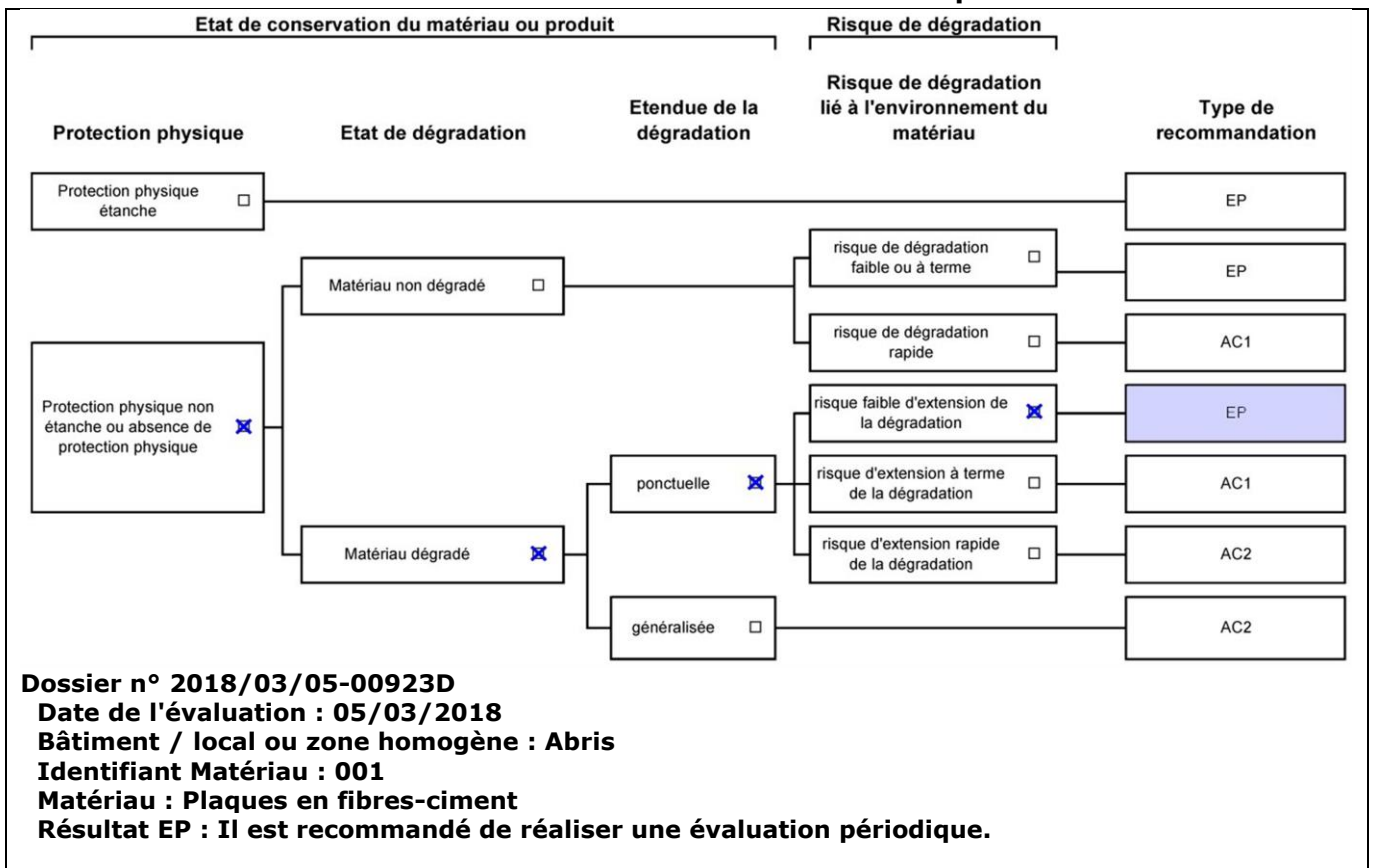 Etat de conservation du matériau ou produit
Risque de dégradation
Protection physique
Etat de dégradation
Etendue de la
dégradation
Risque de dégradation
lié à l'environnement du
matériau
Type de
recommandation
Protection physique
étanche
EP
risque de dégradation
faible ou à terme
EP
Matériau non dégradé
risque de dégradation
rapide
AC1
Protection physique non
étanche ou absence de
protection physique
risque faible d'extension de
la dégradation
EP
ponctuelle
risque d'extension à terme
de la dégradation
AC1
Matériau dégradé
risque d'extension rapide
de la dégradation
AC2
généralisée
AC2
Dossier n° 2018/03/05-00923D
Date de l'évaluation : 05/03/2018
Bâtiment / local ou zone homogène : Abris
Identifiant Matériau : 001
Matériau : Plaques en fibres-ciment
Résultat EP : Il est recommandé de réaliser une évaluation périodique.